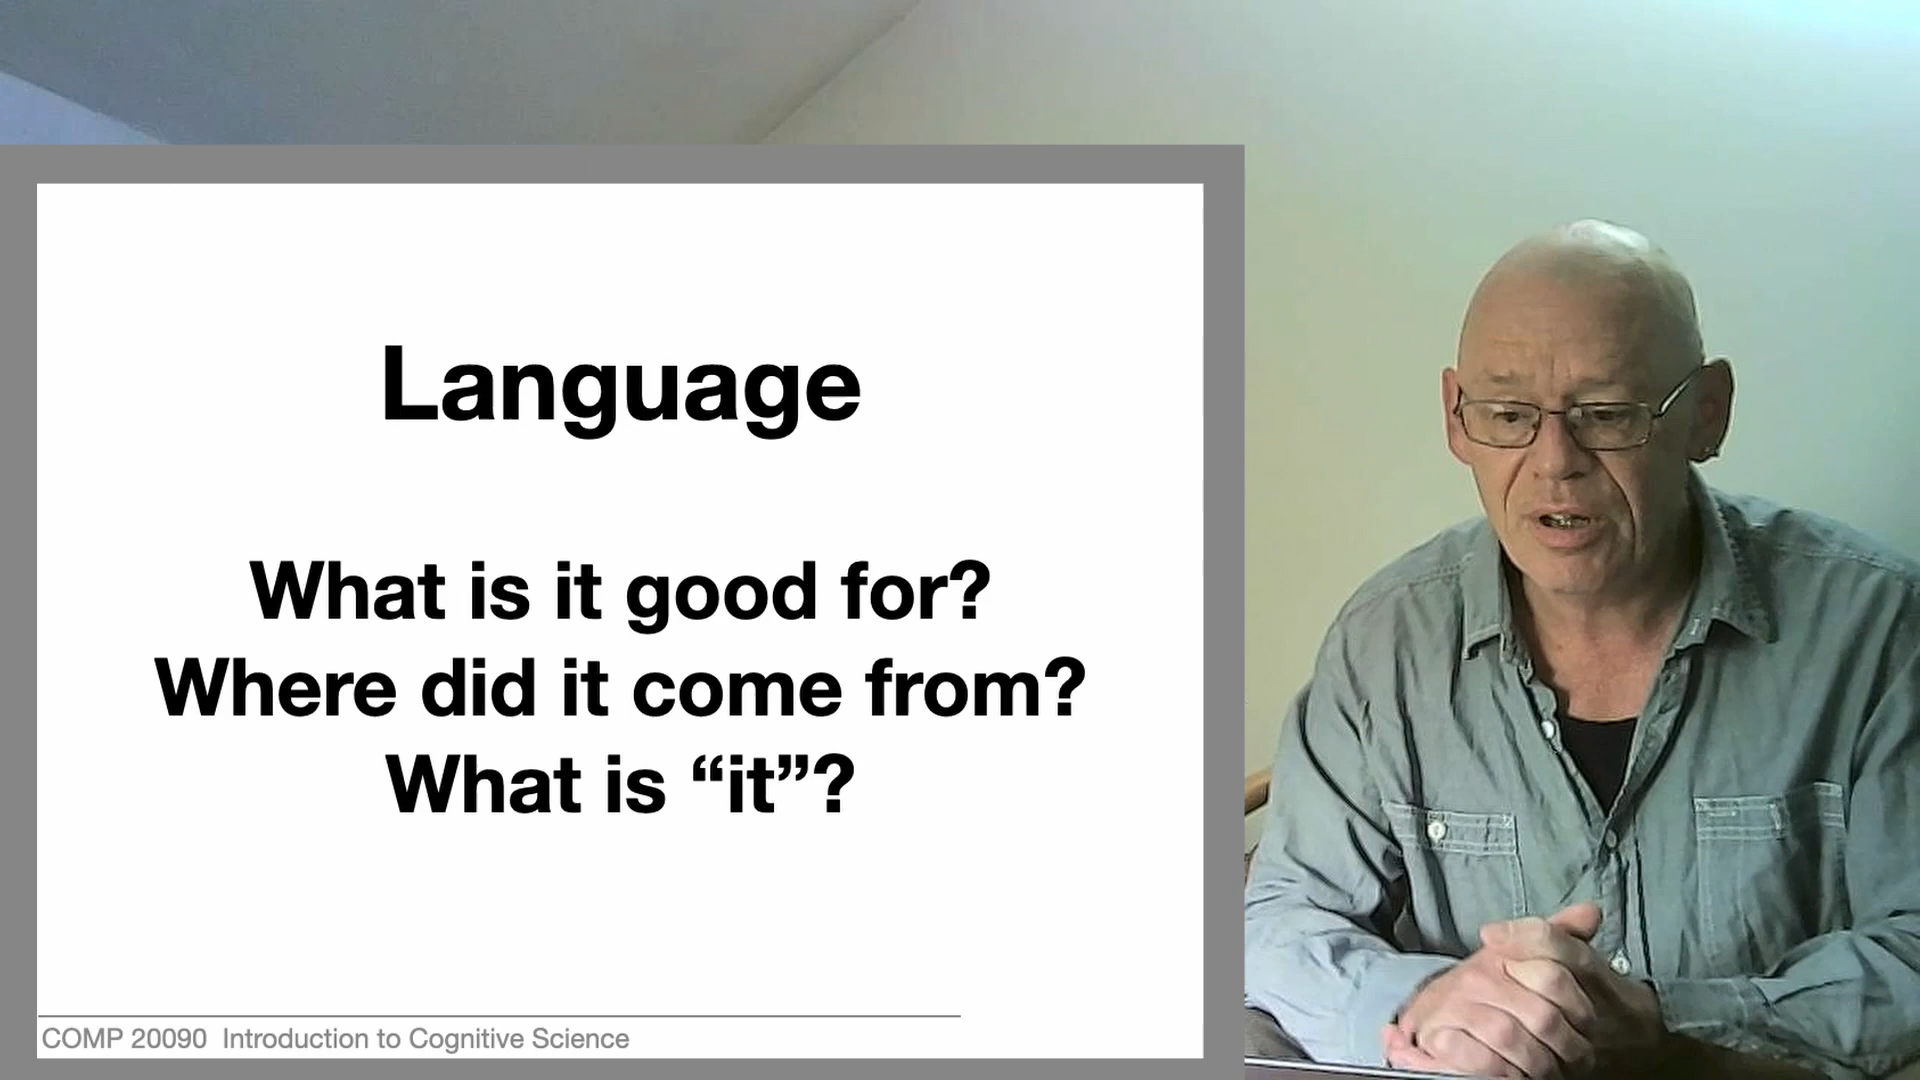 Language
What is it good for?
Where did it come from?
What is “it”?
COMP 20090 Introduction to Cognitive Science